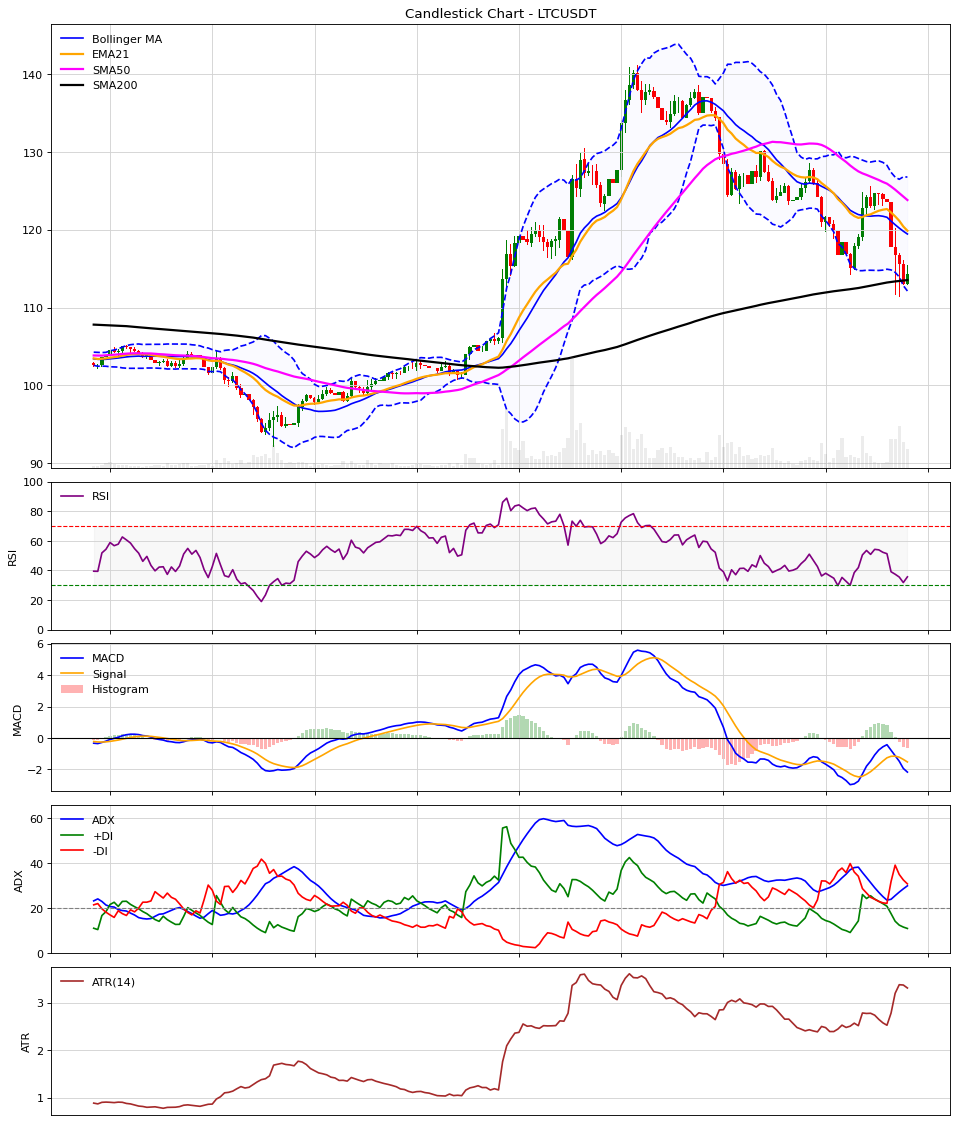 Candlestick Chart - LTCUSDT
Bollinger MA
EMA21
SMA50
SMA200
140
130
120
110
100
90
RSI
100
80
60
40
20
0
RSI
MACD
Signal
Histogram
6
4
2
0
−2
MACD
ADX
+DI
-DI
60
40
20
0
ADX
ATR(14)
3
2
1
ATR